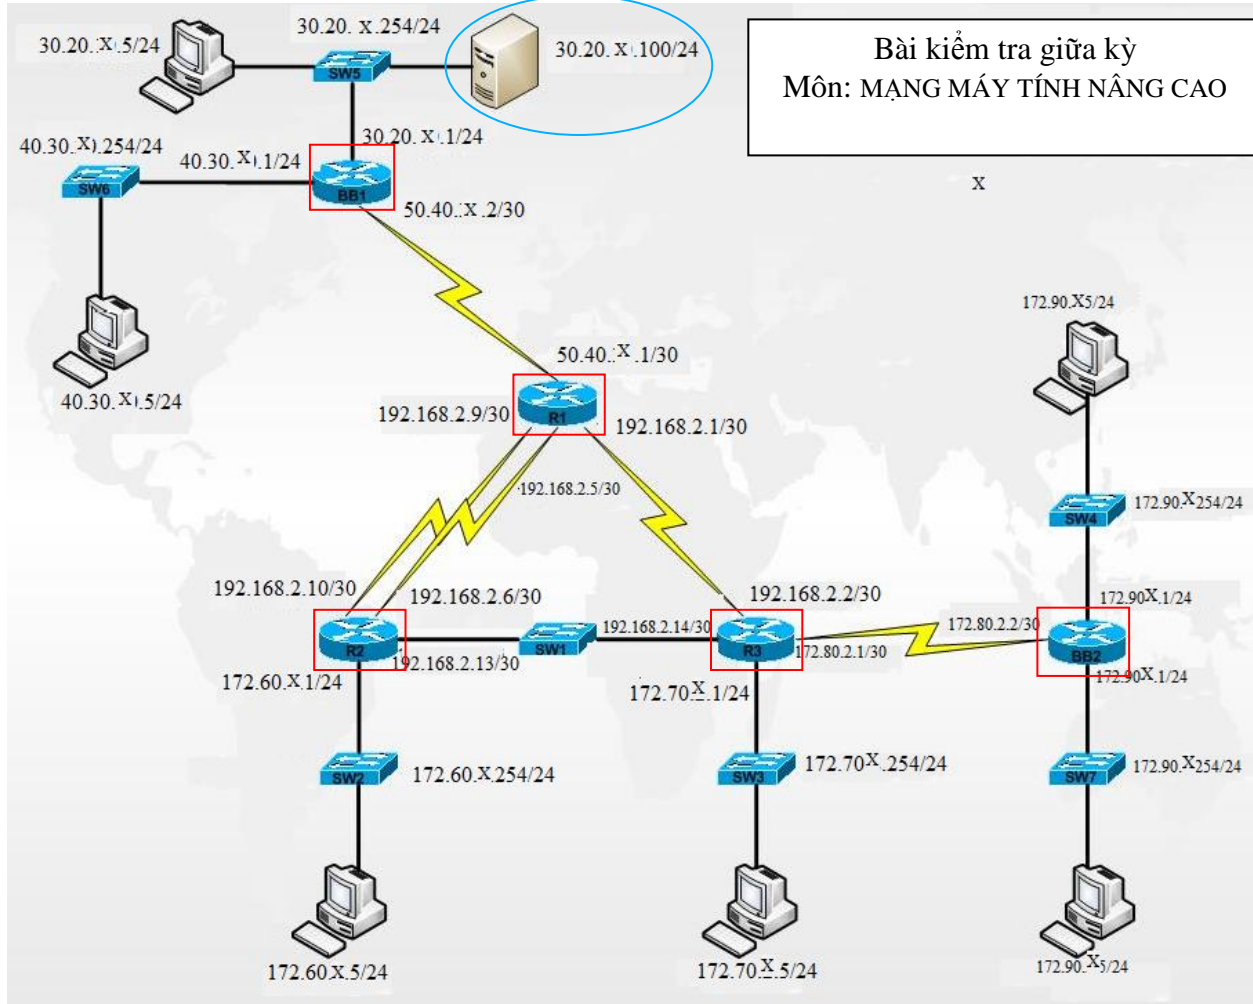 Bài kiểm tra giữa kỳ
Môn: MẠNG MÁY TÍNH NÂNG CAO
X
30.20. X.254/24
30.20.:X).5/24
30.20. X).100/24
SW5
30.20. X).1/24
40.30. X).254/24
40.30. X).1/24
SW6
BB1
50.40.:X .2/30
40.30. X).5/24
50.40.:X .1/30
R1
192.168.2.9/30
192.168.2.1/30
192.168.2.5/30
172.90.X5/24
SW4
172.90.X254/24
192.168.2.10/30
192.168.2.6/30
192.168.2.2/30
172.90X.1/24
192.168.2.14/30
172.80.2.2/30
R2
SW1
R3
172.80.2.1/30
BB2
192.168.2.13/30
172.90X.1/24
172.60.X.1/24
172.70.X.1/24
SW2
172.60.X.254/24
SW3
172.70X.254/24
SW7
172.90.X254/24
172.60.X.5/24
172.70.X.5/24
172.90.X5/24